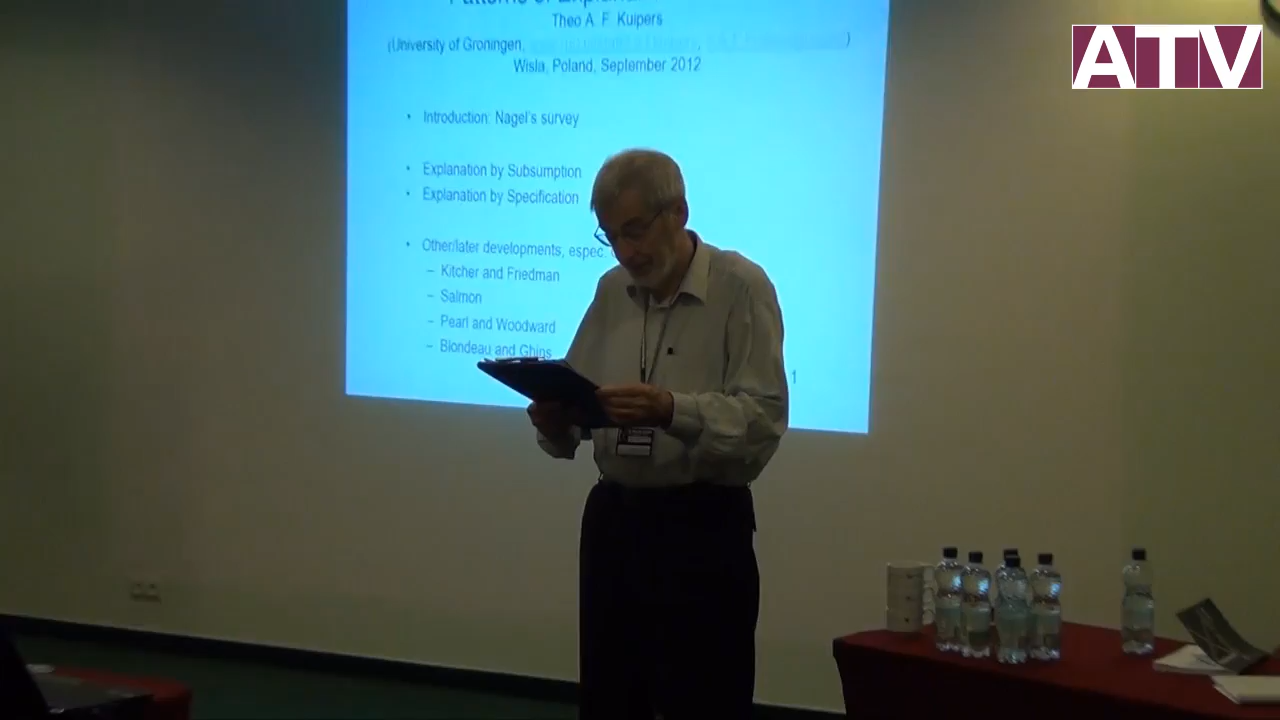 ATV
Theo A. F. Kuipers
(University of Groningen,
Wisla, Poland, September 2012
• Introduction: Nagel's survey
• Explanation by Subsumption
• Explanation by Specification
• Other/later developments, espec.
– Kitcher and Friedman
– Salmon
– Pearl and Woodward
– Blondeau and Ghins
1